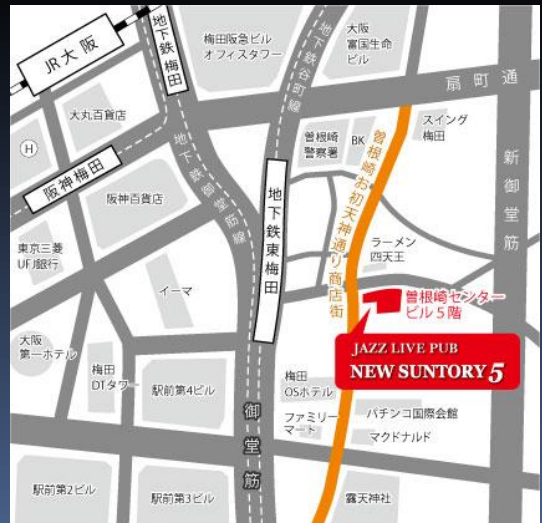 JR大阪
地下鉄梅田
梅田阪急ビル
オフィスタワー
地下鉄谷町線
大阪
富国生命
ビル
扇町通
大丸百貨店
スイング
梅田
H
阪神梅田
地下鉄御堂筋線
曽根崎
警察署
BK
曽根崎お初天神通り商店街
新御堂筋
阪神百貨店
地下鉄東梅田
東京三菱
UFJ銀行
イーマ
ラーメン
四天王
曽根崎センター
ビル5階
JAZZ LIVE PUB
NEW SUNTORY 5
大阪
第一ホテル
梅田
DTタワー
駅前第4ビル
梅田
OSホテル
御堂筋
ファミリー
マート
パチンコ国際会館
マクドナルド
駅前第2ビル
駅前第3ビル
露天神社